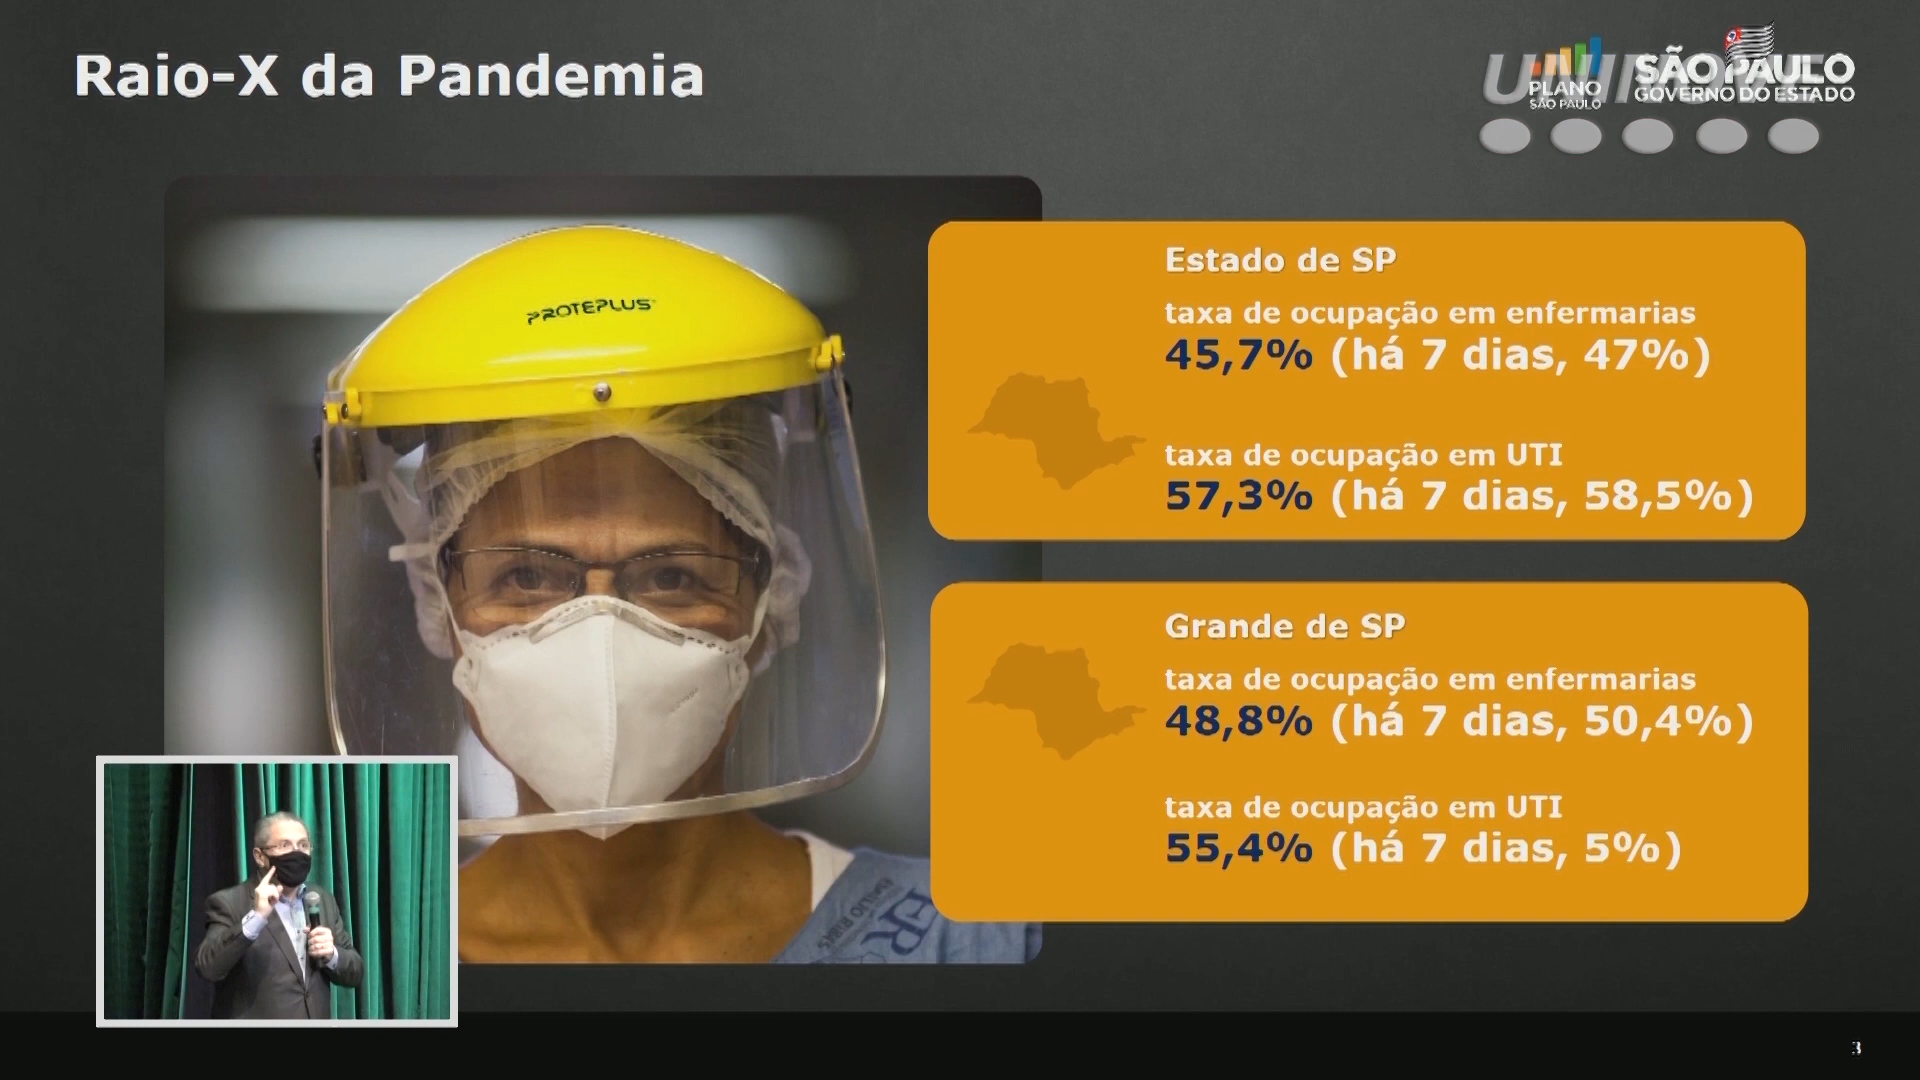 Raio-X da Pandemia
PLANO
SÃO PAULO
SÃO PAULO
GOVERNO DO ESTADO
PROTEPLUS
Estado de SP
taxa de ocupação em enfermarias
45,7% (há 7 dias, 47%)
taxa de ocupação em UTI
57,3% (há 7 dias, 58,5%)
Grande de SP
taxa de ocupação em enfermarias
48,8% (há 7 dias, 50,4%)
taxa de ocupação em UTI
55,4% (há 7 dias, 5%)
3